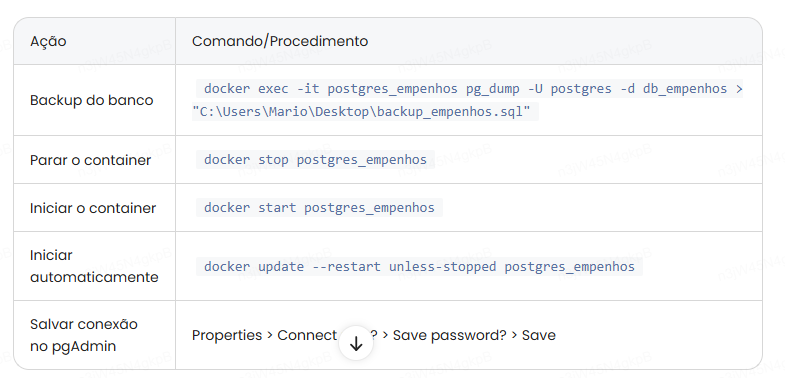 Ação Comando/Procedimento
Backup do banco
docker exec -it postgres_empenhos pg_dump -U postgres -d db_empenhos >
"C:\Users\Mario\Desktop\backup_empenhos.sql"
Parar o container docker stop postgres_empenhos
Iniciar o container docker start postgres_empenhos
Iniciar
automaticamente
docker update --restart unless-stopped postgres_empenhos
Salvar conexão
no pgAdmin
Properties > Connect ? > Save password? > Save